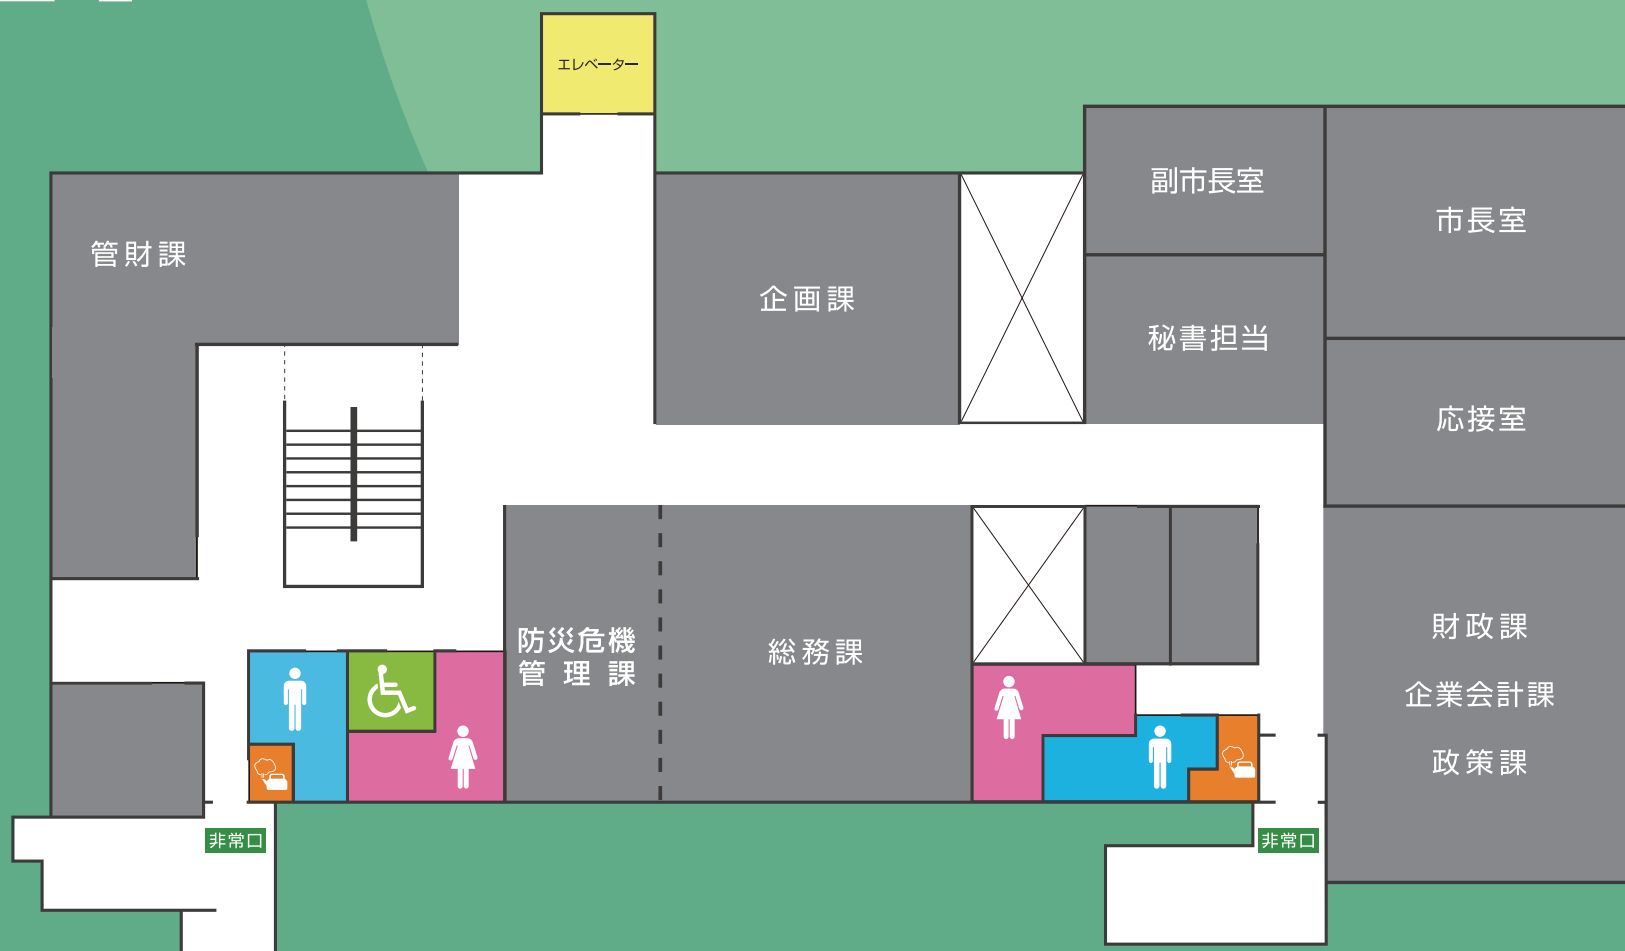 エレベーター
副市長室
市長室
管財課
企画課
秘書担当
応接室
防災危機
管理課
総務課
財政課
企業会計課
政策課
非常口
非常口